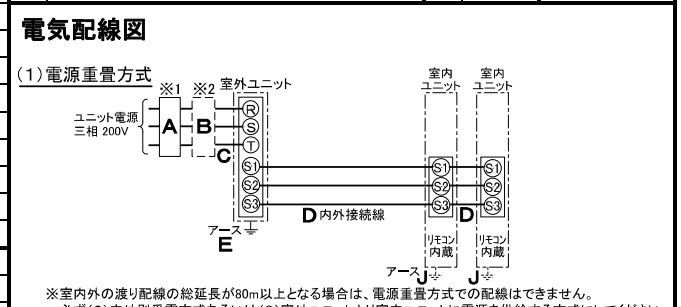 電気配線図
(1)電源重畳方式
※1 ※2 室外ユニット
室内
ユニット
室内
ユニット
ユニット電源
三相 200V
A
B
C
R
S
T
S1
S2
S3
S1
S2
S3
S1
S2
S3
D 内外接続線
D
アース
E
リモコン
内蔵
リモコン
内蔵
アース J
J
※室内外の渡り配線の総延長が80m以上となる場合は、電源重畳方式での配線はできません。